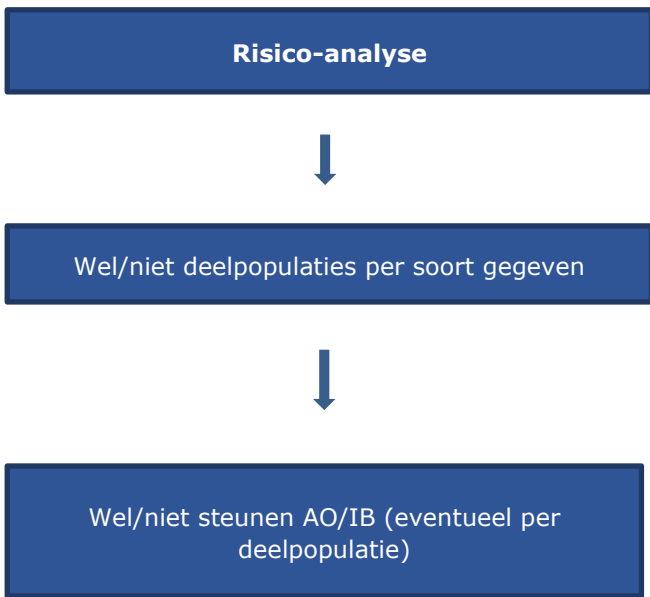 Risico-analyse
Wel/niet deelpopulaties per soort gegeven
Wel/niet steunen AO/IB (eventueel per
deelpopulatie)